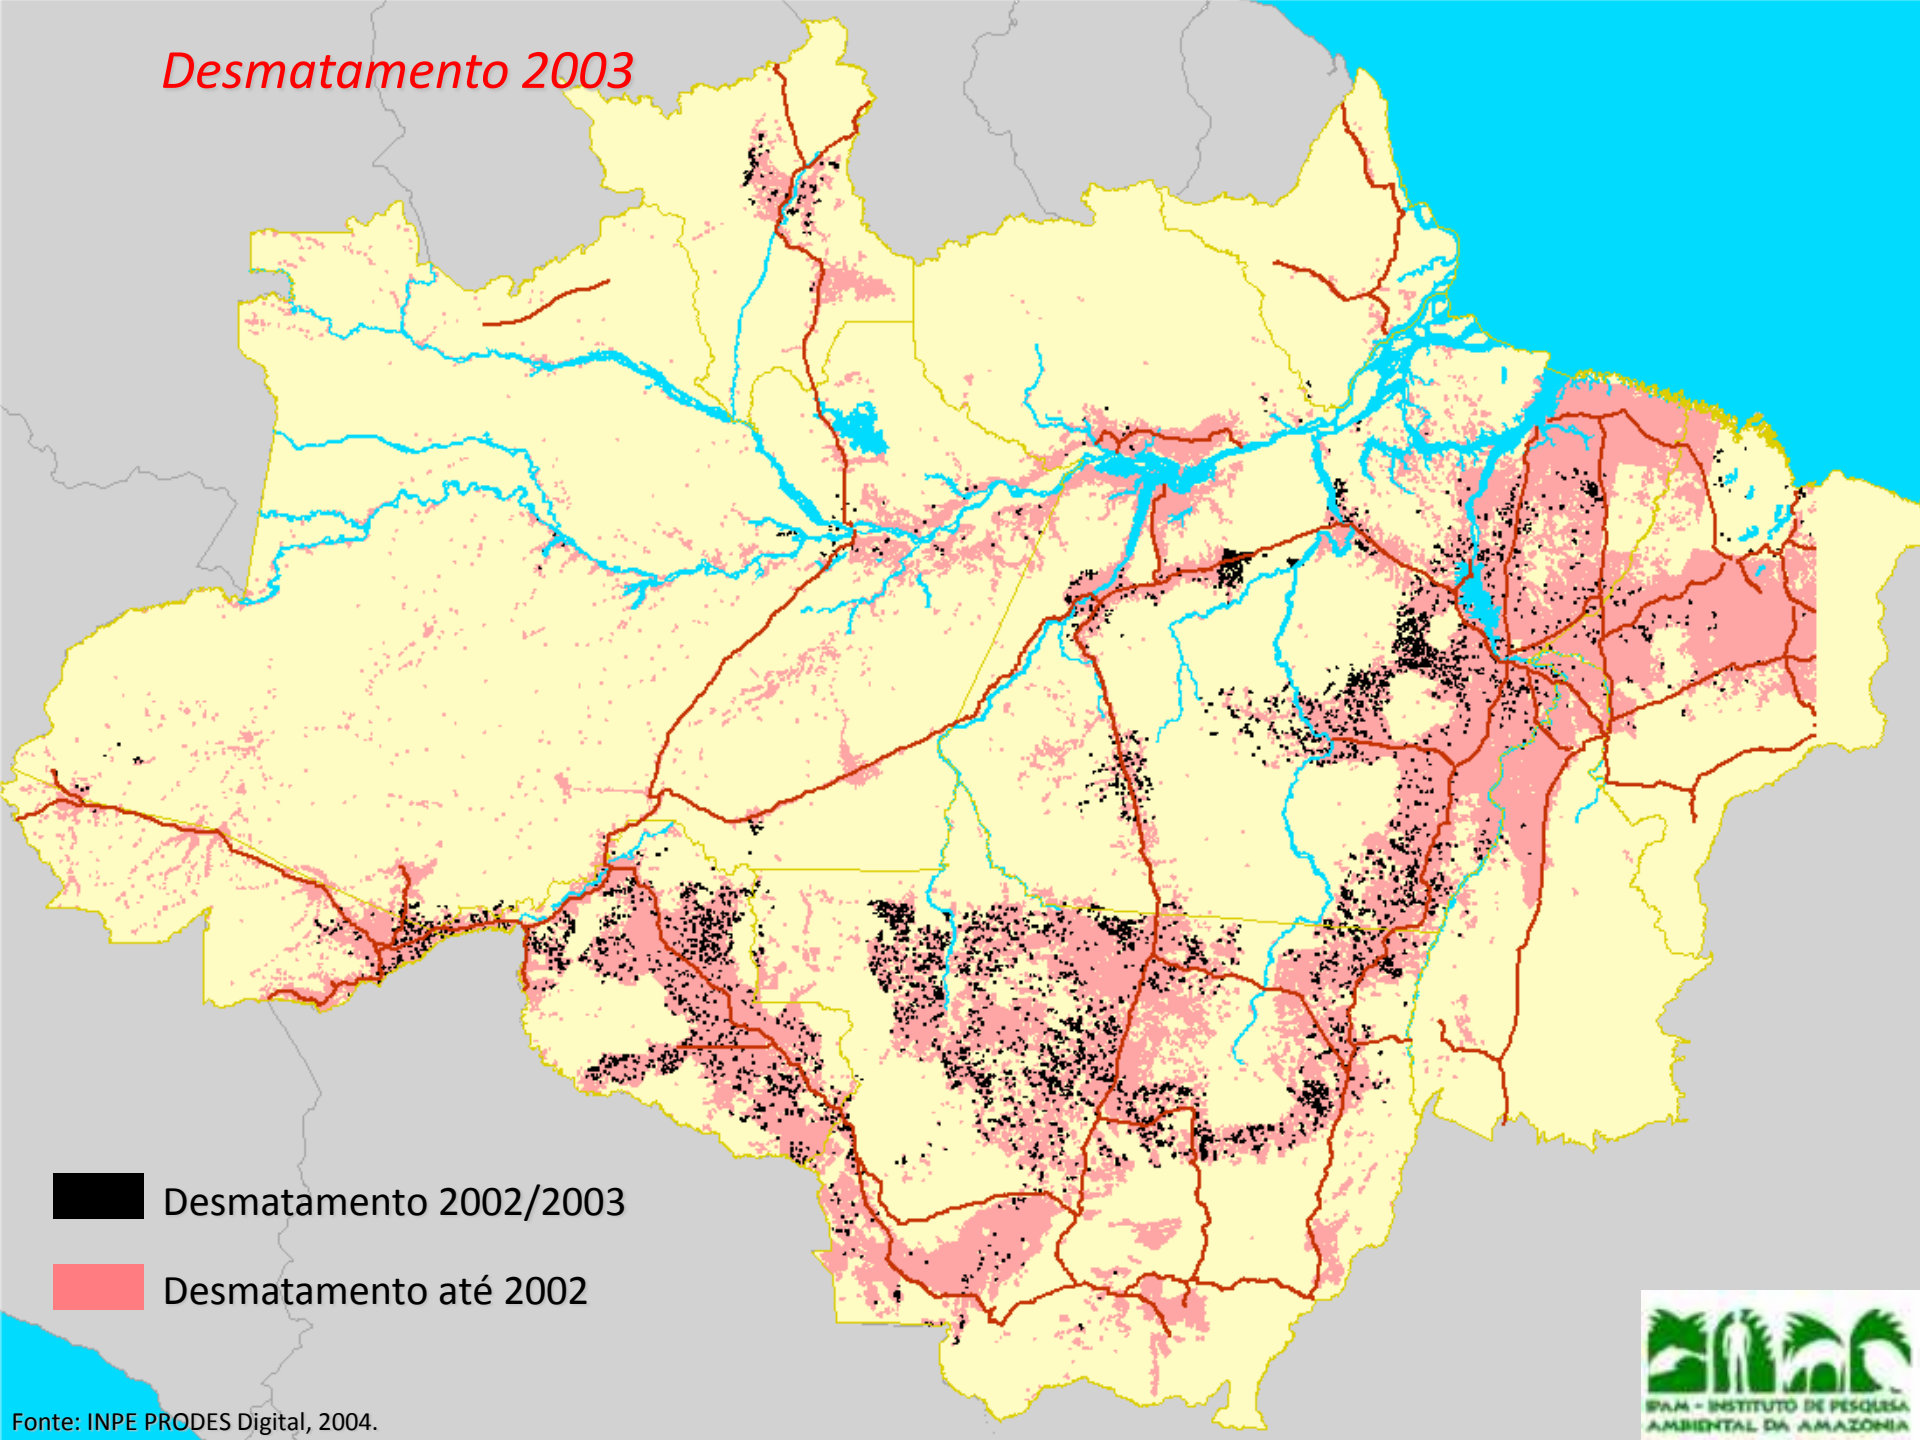 Desmatamento 2003
Desmatamento 2002/2003
Desmatamento até 2002
Fonte: INPE PRODES Digital, 2004.
IPAM - INSTITUTO DE PESQUISA
AMBIENTAL DA AMAZONIA